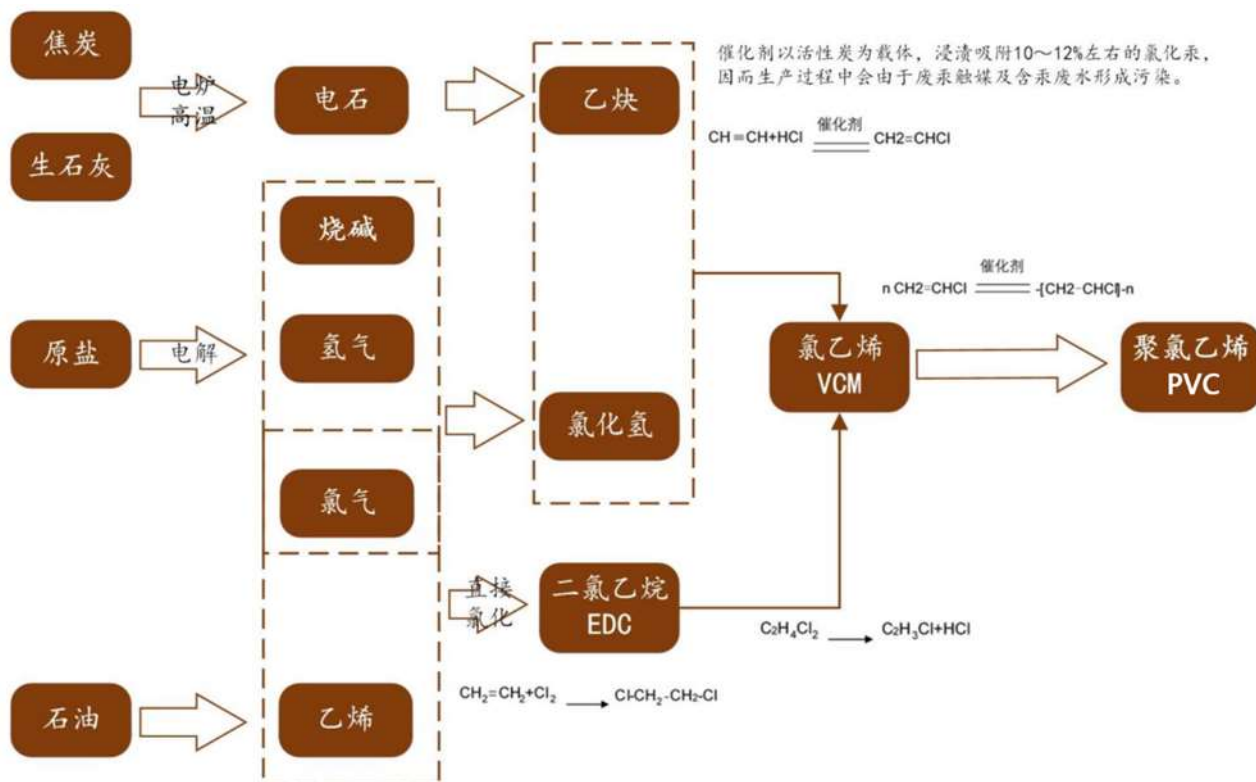 焦炭
电炉
高温
电石
乙炔
催化剂以活性炭为载体，浸渍吸附10～12%左右的氯化汞，
因而生产过程中会由于废汞触媒及含汞废水形成污染。
CH=CH+HCl 催化剂 CH2=CHCl
生石灰
烧碱
原盐
电解
氢气
氯化氢
氯气
n CH2=CHCl 催化剂 -[CH2-CHCl]-n
氯乙烯
VCM
聚氯乙烯
PVC
直接
氯化
二氯乙烷
EDC
C₂H₄Cl₂ → C₂H₃Cl+HCl
CH₂=CH₂+Cl₂ → Cl-CH₂-CH₂-Cl
石油
乙烯